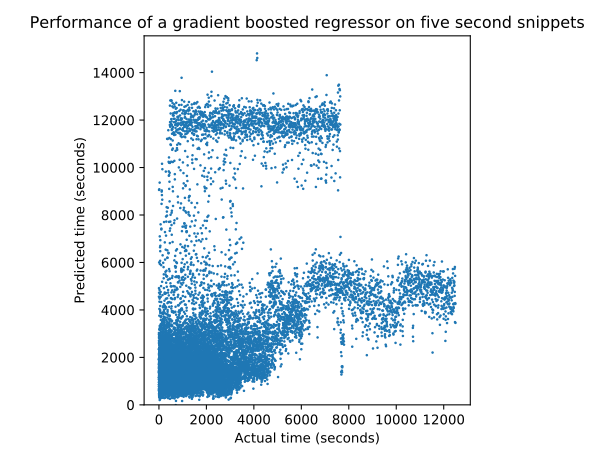 Performance of a gradient boosted regressor on five second snippets
14000
12000
10000
8000
6000
4000
2000
0
Predicted time (seconds)
0 2000 4000 6000 8000 10000 12000
Actual time (seconds)